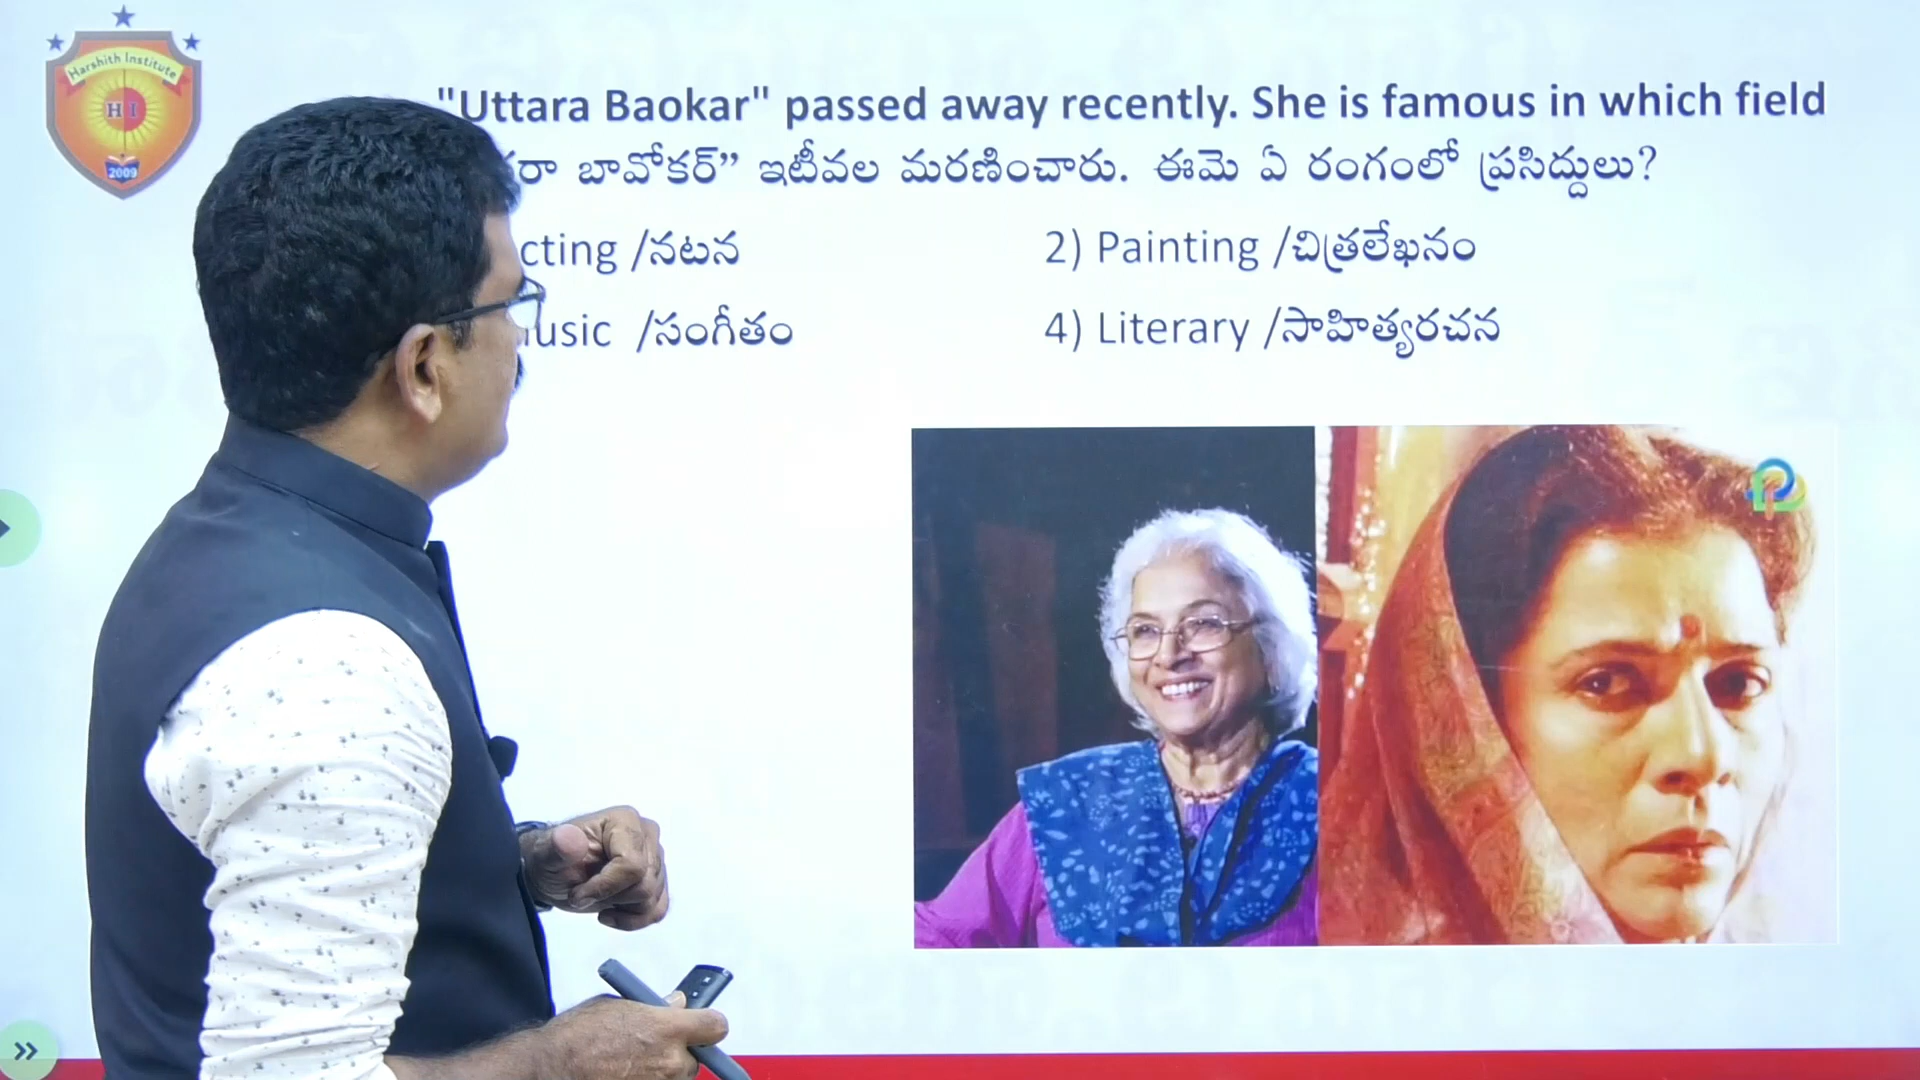 Harshith Institute
H I
2009
"Uttara Baokar" passed away recently. She is famous in which field
బావోకర్” ఇటీవల మరణించారు. ఈమె ఏ రంగంలో ప్రసిద్ధులు?
cting /నటన
2) Painting /చిత్రలేఖనం
usic /సంగీతం
4) Literary /సాహిత్యరచన